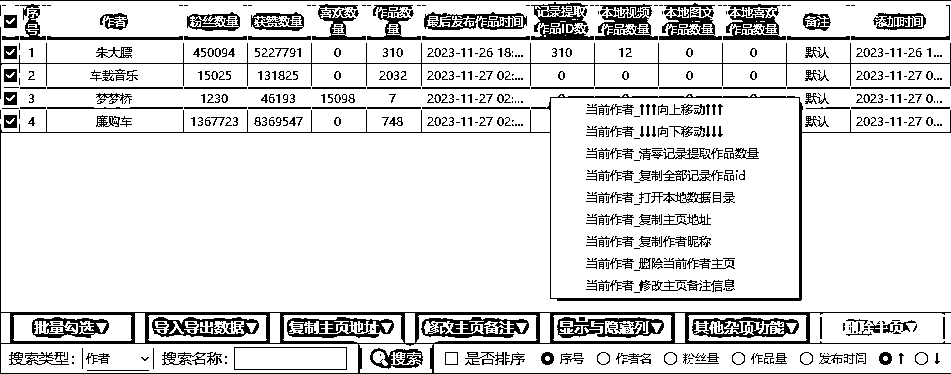 序号 作者 粉丝数量 获赞数量 喜欢数量 作品数量 最后发布作品时间 记录提取作品ID数 本地视频作品数量 本地图文作品数量 本地喜欢作品数量 备注 添加时间
1 朱大腰 450094 5227791 0 310 2023-11-26 18:... 310 12 0 0 默认 2023-11-26 1...
2 车载音乐 15025 131825 0 2032 2023-11-27 02:... 0 0 0 0 默认 2023-11-27 0...
3 梦梦桥 1230 46193 15098 7 2023-11-27 02:... 默认 2023-11-27 0...
4 廉购车 1367723 8369547 0 748 2023-11-27 02:... 默认 2023-11-27 0...
当前作者_↑↑↑向上移动↑↑↑
当前作者_↓↓↓向下移动↓↓↓
当前作者_清零记录提取作品数量
当前作者_复制全部记录作品id
当前作者_打开本地数据目录
当前作者_复制主页地址
当前作者_复制作者昵称
当前作者_删除当前作者主页
当前作者_修改主页备注信息
批量勾选▽ 导入导出数据▽ 复制主页地址▽ 修改主页备注▽ 显示与隐藏列▽ 其他杂项功能▽ 删除主页▽
搜索类型: 作者 搜索名称: 搜索 是否排序 序号 作者名 粉丝量 作品量 发布时间 ↑ ↓